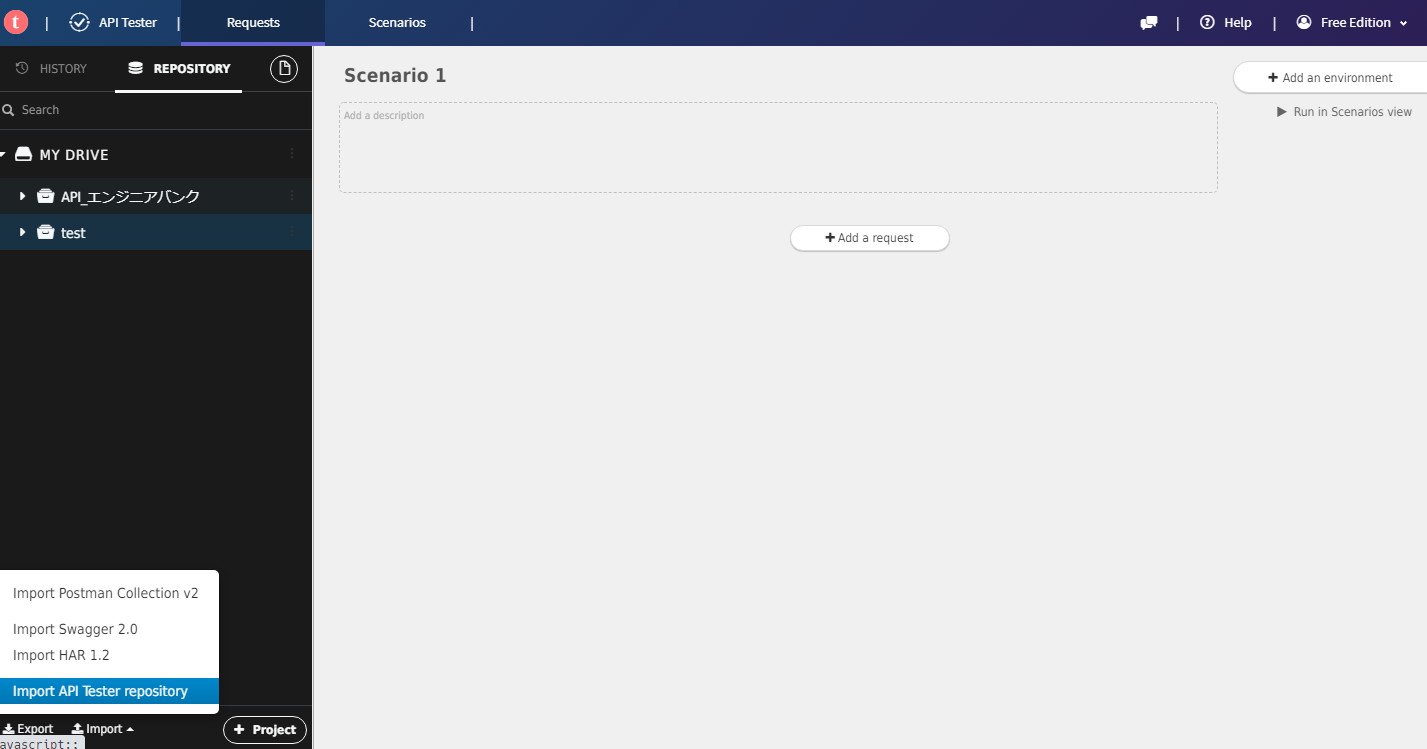 t | API Tester | Requests Scenarios | | Help | Free Edition
HISTORY REPOSITORY
Search
MY DRIVE
API_エンジニアバンク
test
Scenario 1
Add a description
+ Add a request
+ Add an environment
Run in Scenarios view
Import Postman Collection v2
Import Swagger 2.0
Import HAR 1.2
Import API Tester repository
Export Import + Project
avascript::